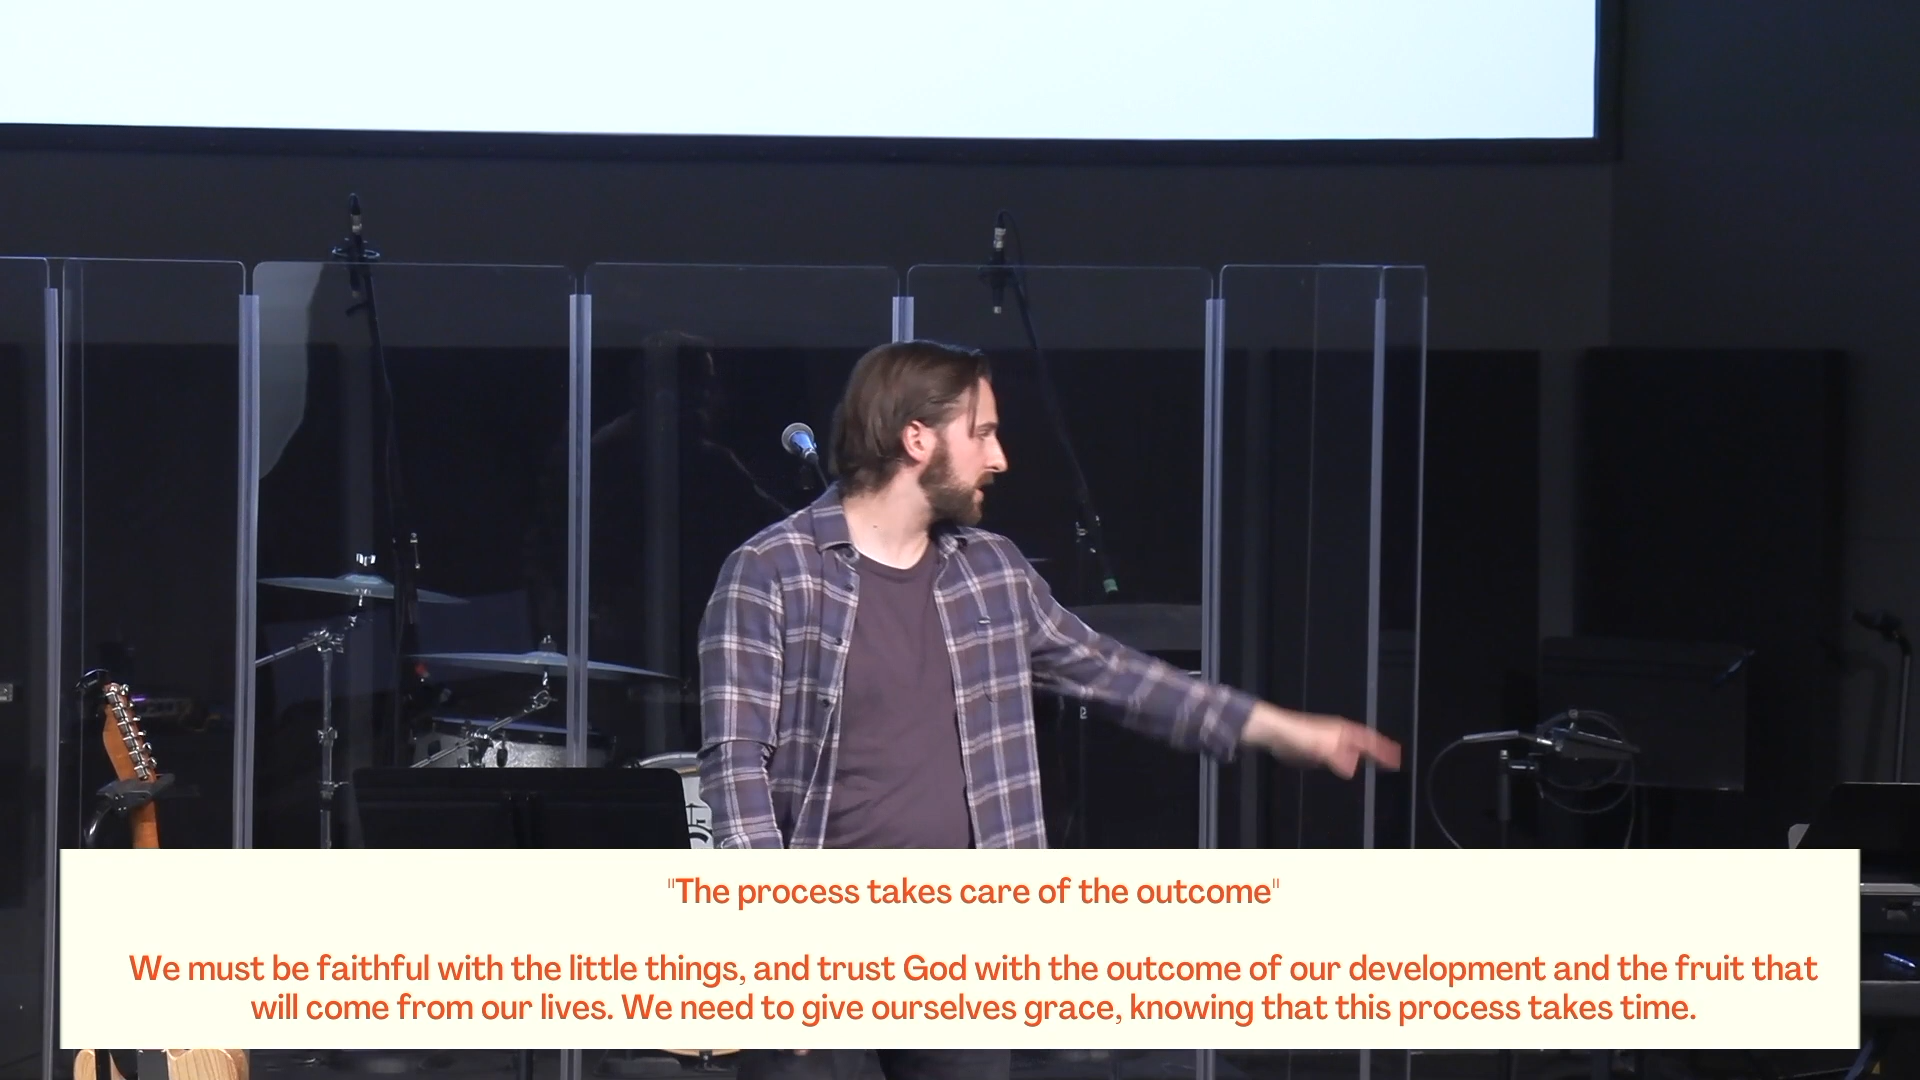 "The process takes care of the outcome"
We must be faithful with the little things, and trust God with the outcome of our development and the fruit that
will come from our lives. We need to give ourselves grace, knowing that this process takes time.